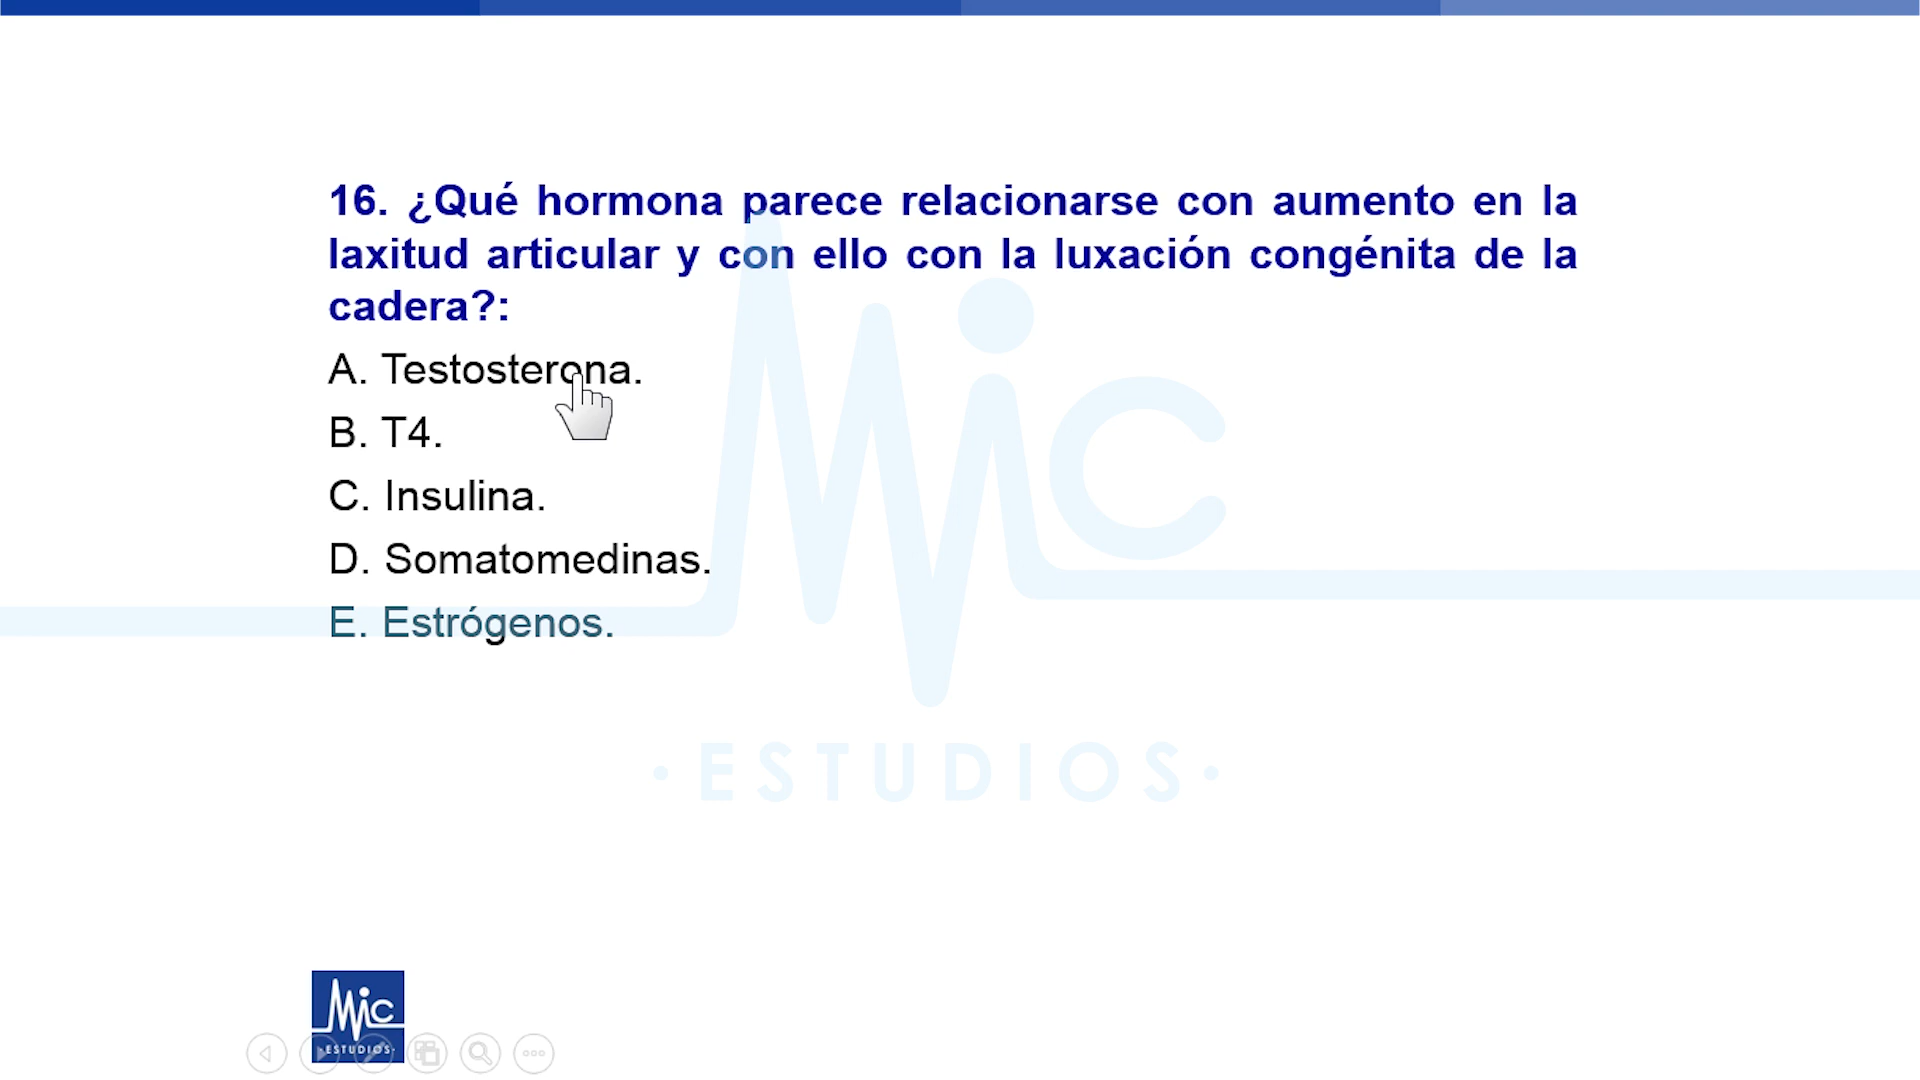 16. ¿Qué hormona parece relacionarse con aumento en la
laxitud articular y con ello con la luxación congénita de la
cadera?:
A. Testosterona.
B. T4.
C. Insulina.
D. Somatomedinas.
E. Estrógenos.
Mic
· ESTUDIOS ·
Mic
·ESTUDIOS·